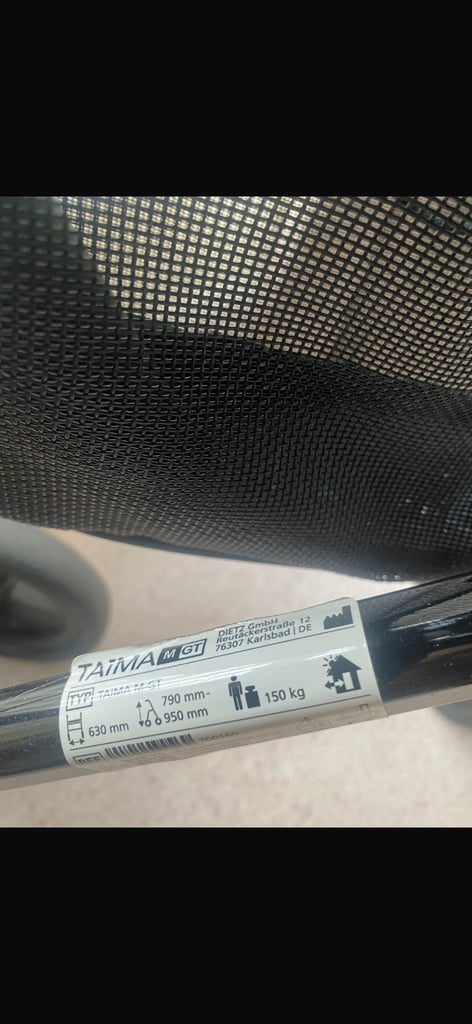 TAiMA M GT
DIETZ GmbH
Reutäckerstraße 12
76307 Karlsbad | DE
TYP TAiMA M-GT
630 mm
790 mm-
950 mm
150 kg
REF